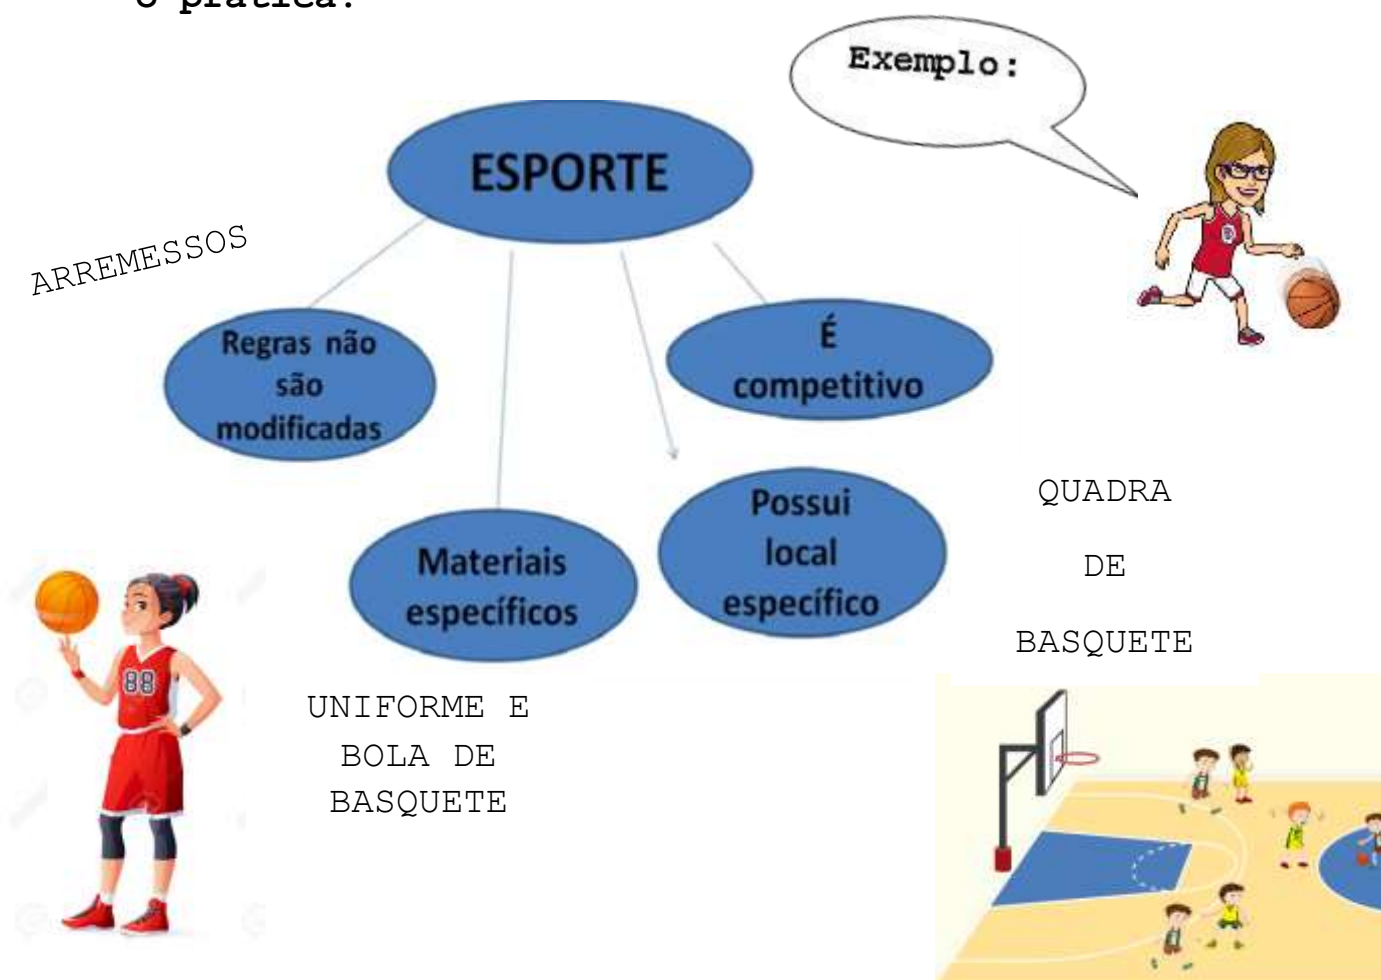 o pratica.
Exemplo:
ESPORTE
ARREMESSOS
Regras não
são
modificadas
É
competitivo
Materiais
específicos
Possui
local
específico
QUADRA
DE
BASQUETE
UNIFORME E
BOLA DE
BASQUETE
88